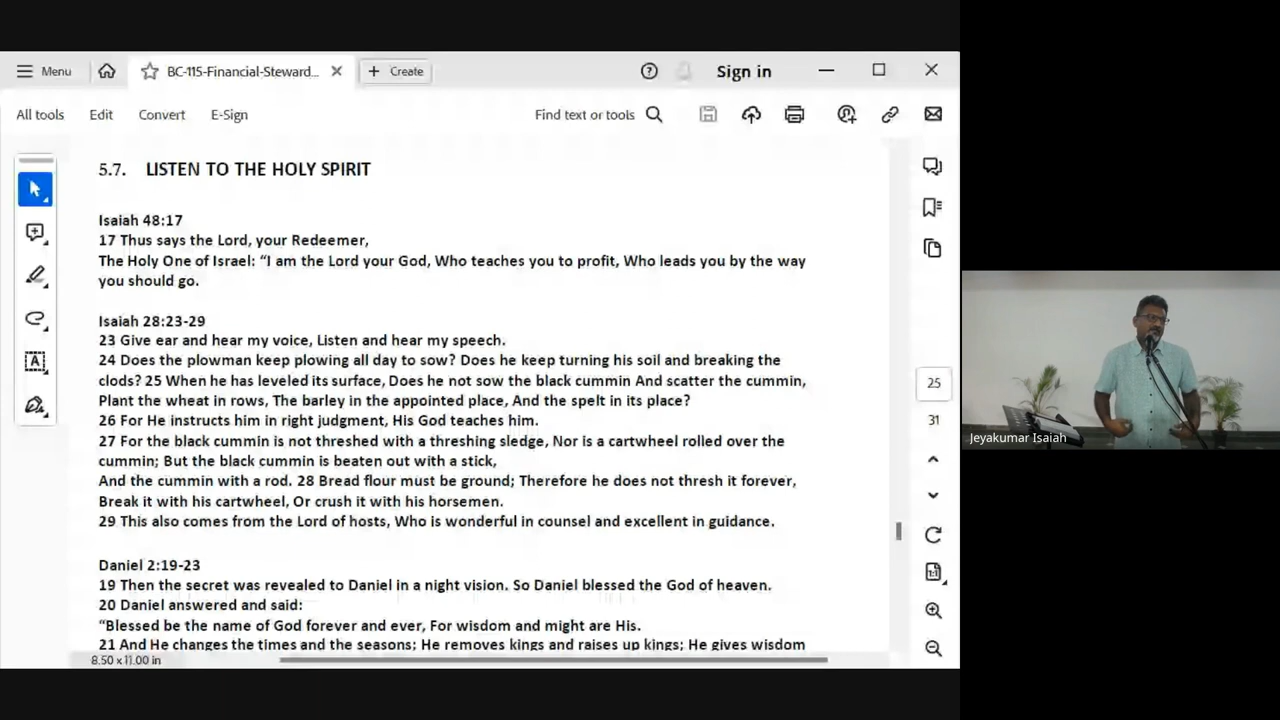 Menu
BC-115-Financial-Steward...
Create
Sign in
All tools
Edit
Convert
E-Sign
Find text or tools
5.7. LISTEN TO THE HOLY SPIRIT
Isaiah 48:17
17 Thus says the Lord, your Redeemer,
The Holy One of Israel: “I am the Lord your God, Who teaches you to profit, Who leads you by the way
you should go.
Isaiah 28:23-29
23 Give ear and hear my voice, Listen and hear my speech.
24 Does the plowman keep plowing all day to sow? Does he keep turning his soil and breaking the
clods? 25 When he has leveled its surface, Does he not sow the black cummin And scatter the cummin,
Plant the wheat in rows, The barley in the appointed place, And the spelt in its place?
26 For He instructs him in right judgment, His God teaches him.
27 For the black cummin is not threshed with a threshing sledge, Nor is a cartwheel rolled over the
cummin; But the black cummin is beaten out with a stick,
And the cummin with a rod. 28 Bread flour must be ground; Therefore he does not thresh it forever,
Break it with his cartwheel, Or crush it with his horsemen.
29 This also comes from the Lord of hosts, Who is wonderful in counsel and excellent in guidance.
Daniel 2:19-23
19 Then the secret was revealed to Daniel in a night vision. So Daniel blessed the God of heaven.
20 Daniel answered and said:
“Blessed be the name of God forever and ever, For wisdom and might are His.
21 And He changes the times and the seasons; He removes kings and raises up kings; He gives wisdom
8.50 x 11.00 in
25
31
1:1
Jeyakumar Isaiah